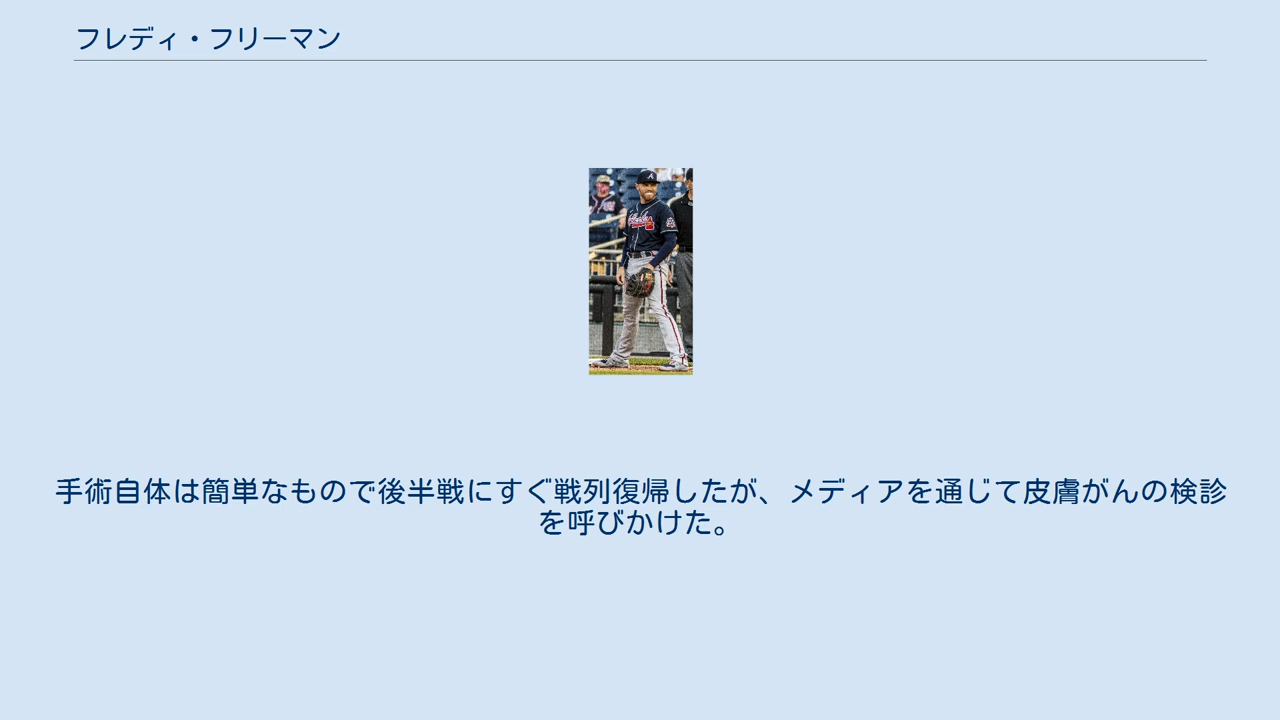 フレディ・フリーマン
手術自体は簡単なもので後半戦にすぐ戦列復帰したが、メディアを通じて皮膚がんの検診
を呼びかけた。